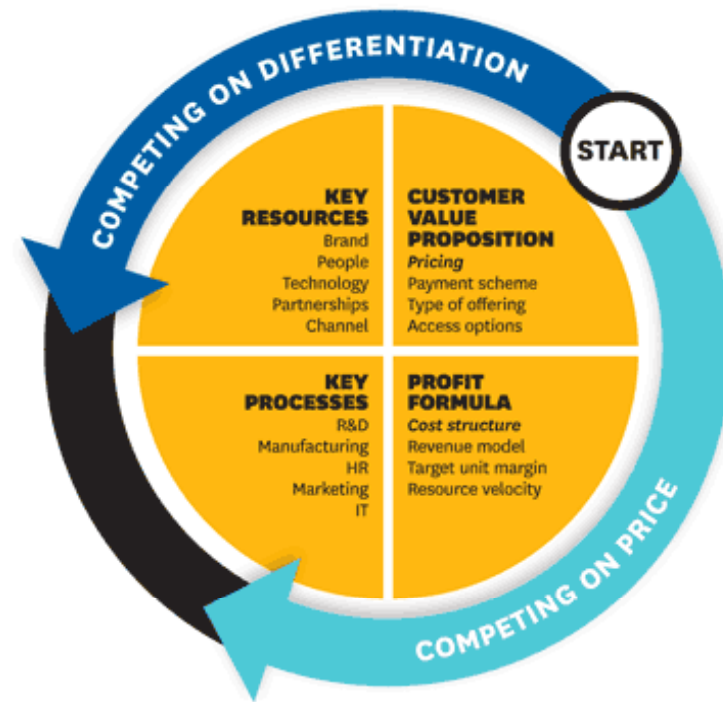 COMPETING ON DIFFERENTIATION
START
KEY
RESOURCES
Brand
People
Technology
Partnerships
Channel
CUSTOMER
VALUE
PROPOSITION
Pricing
Payment scheme
Type of offering
Access options
KEY
PROCESSES
R&D
Manufacturing
HR
Marketing
IT
PROFIT
FORMULA
Cost structure
Revenue model
Target unit margin
Resource velocity
COMPETING ON PRICE